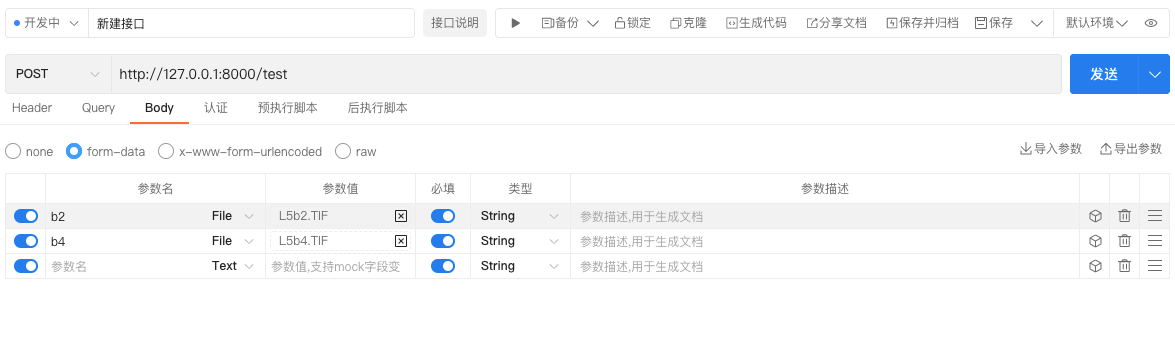 开发中 新建接口 接口说明 备份 锁定 克隆 生成代码 分享文档 保存并归档 保存 默认环境
POST http://127.0.0.1:8000/test 发送
Header Query Body 认证 预执行脚本 后执行脚本
none form-data x-www-form-urlencoded raw 导入参数 导出参数
参数名 参数值 必填 类型 参数描述
b2 File L5b2.TIF String 参数描述,用于生成文档
b4 File L5b4.TIF String 参数描述,用于生成文档
参数名 Text 参数值,支持mock字段变 String 参数描述,用于生成文档